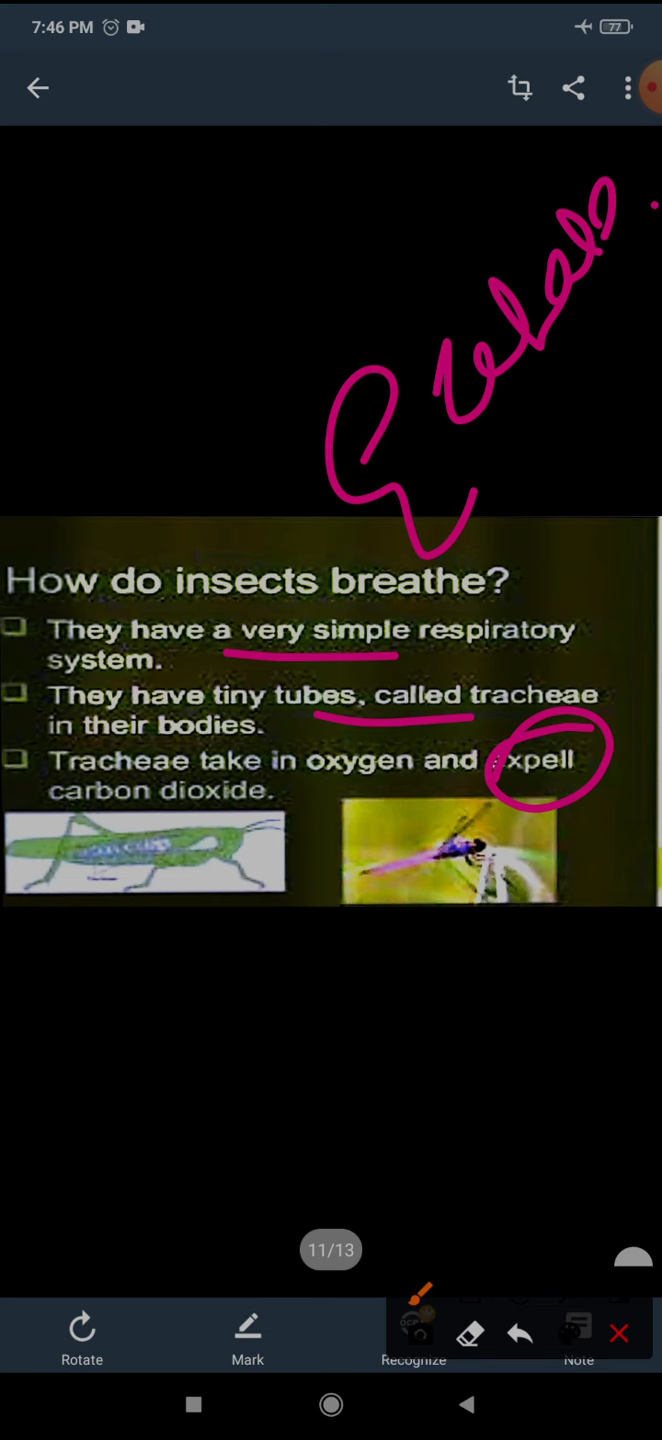 7:46 PM
77
How do insects breathe?
They have a very simple respiratory
system.
They have tiny tubes, called tracheae
in their bodies.
Tracheae take in oxygen and expell
carbon dioxide.
11/13
Rotate
Mark
Recognize
Note